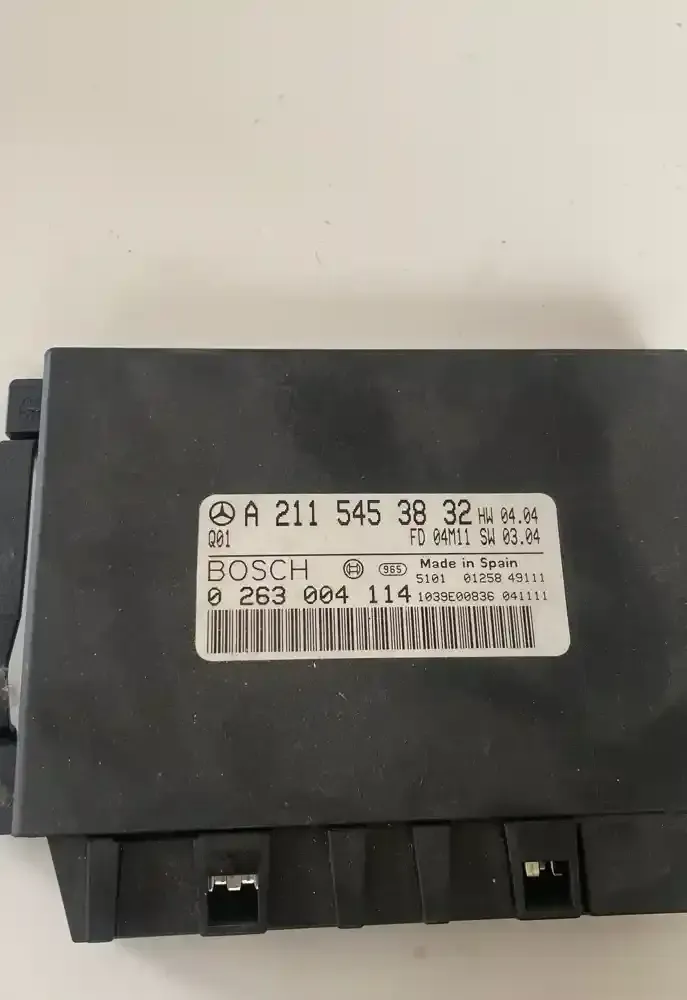 A 211 545 38 32 HW 04.04
Q01 FD 04M11 SW 03.04
BOSCH 965 Made in Spain
5101 01258 49111
0 263 004 114 1039E00836 041111